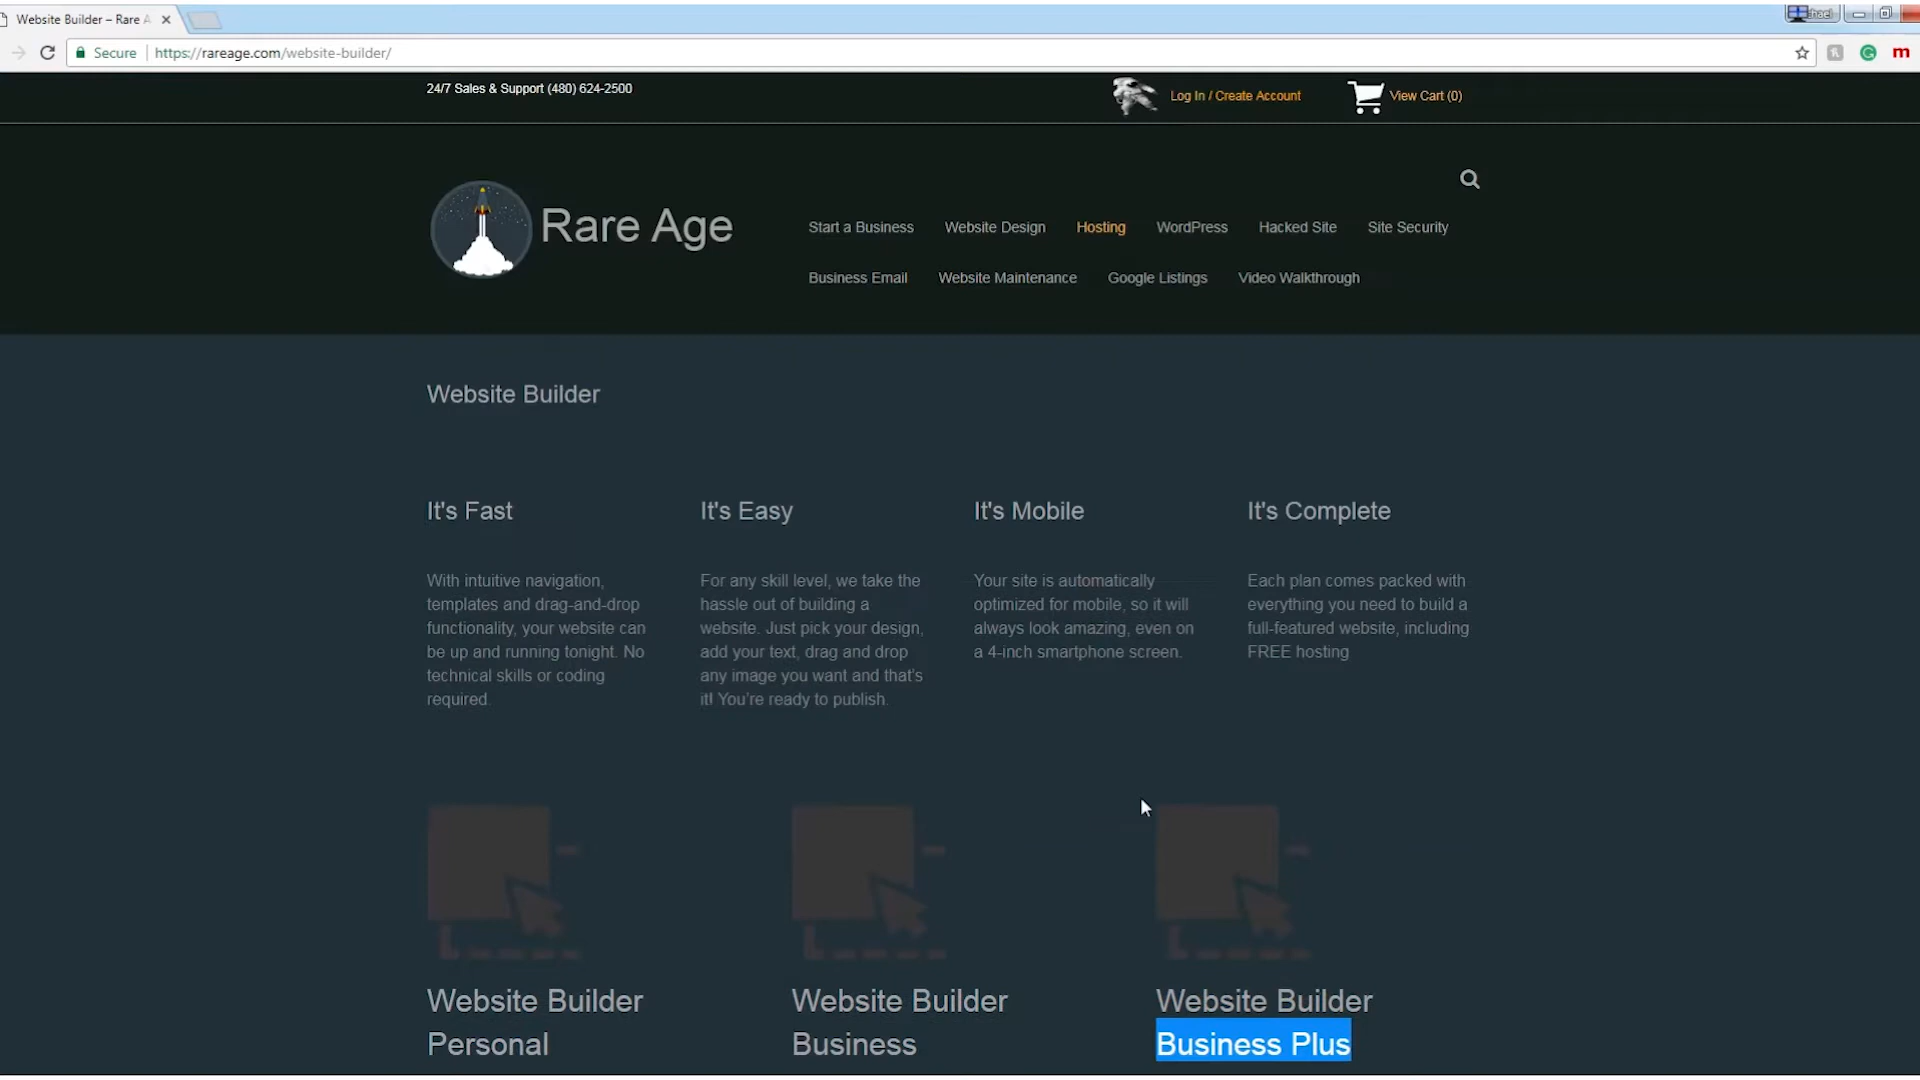 Website Builder – Rare A
Secure https://rareage.com/website-builder/
24/7 Sales & Support (480) 624-2500
Log In / Create Account
View Cart (0)
Rare Age
Start a Business
Website Design
Hosting
WordPress
Hacked Site
Site Security
Business Email
Website Maintenance
Google Listings
Video Walkthrough
Website Builder
It's Fast
With intuitive navigation,
templates and drag-and-drop
functionality, your website can
be up and running tonight. No
technical skills or coding
required.
It's Easy
For any skill level, we take the
hassle out of building a
website. Just pick your design,
add your text, drag and drop
any image you want and that's
it! You're ready to publish.
It's Mobile
Your site is automatically
optimized for mobile, so it will
always look amazing, even on
a 4-inch smartphone screen.
It's Complete
Each plan comes packed with
everything you need to build a
full-featured website, including
FREE hosting
Website Builder
Personal
Website Builder
Business
Website Builder
Business Plus